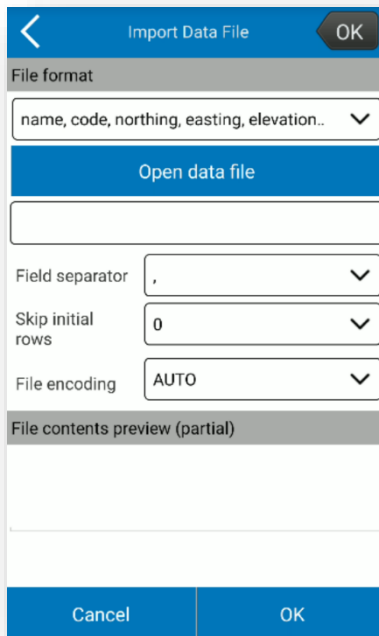 Import Data File
OK
File format
name, code, northing, easting, elevation..
Open data file
Field separator
,
Skip initial
rows
0
File encoding
AUTO
File contents preview (partial)
Cancel
OK